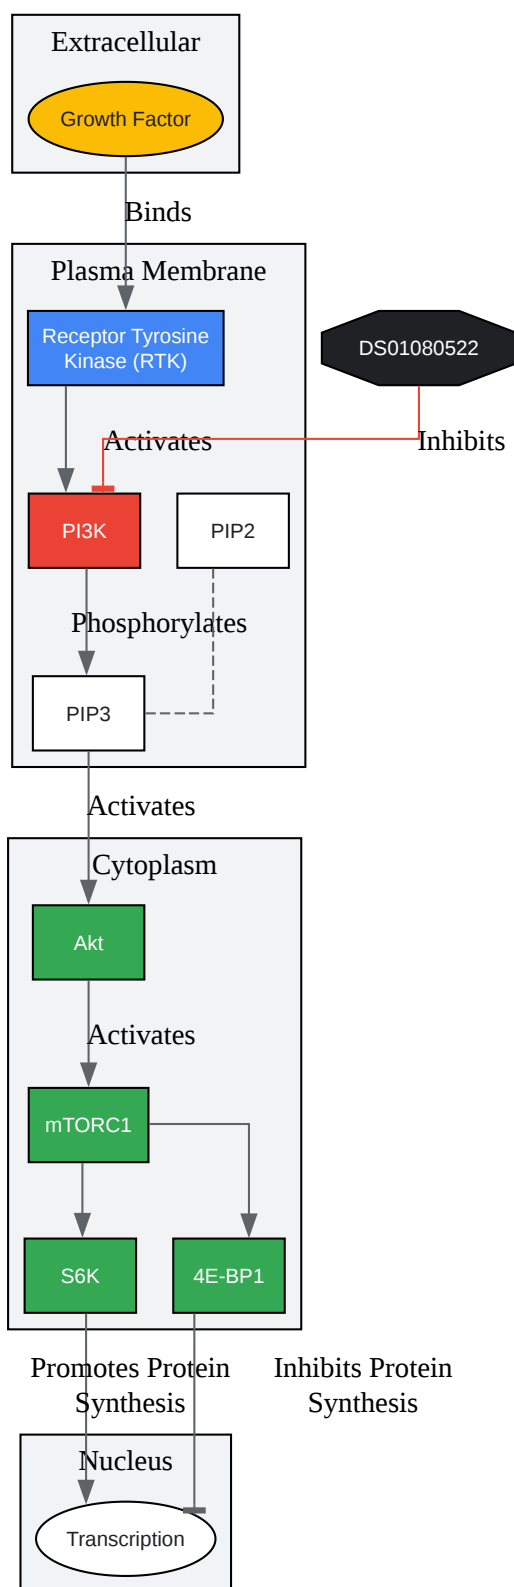 Extracellular
Growth Factor
Binds
Plasma Membrane
Receptor Tyrosine
Kinase (RTK)
DS01080522
Activates
Inhibits
PI3K
PIP2
Phosphorylates
PIP3
Activates
Cytoplasm
Akt
Activates
mTORC1
S6K
4E-BP1
Promotes Protein
Synthesis
Inhibits Protein
Synthesis
Nucleus
Transcription